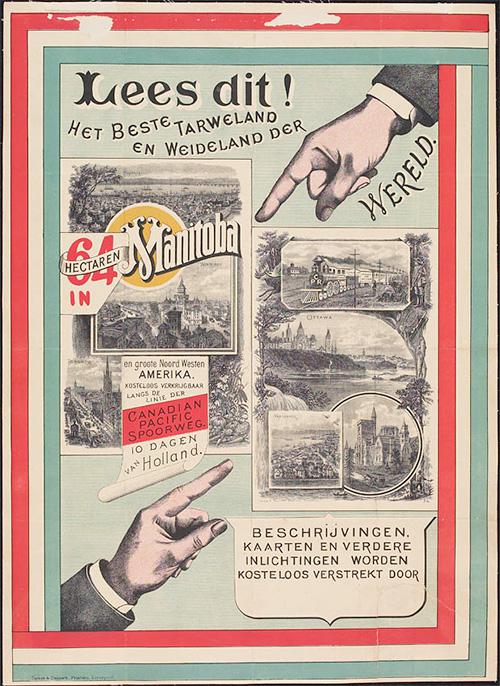 Lees dit!
HET BESTE TARWELAND
EN WEIDELAND DER
WERELD.
64
HECTAREN
IN
Manitoba
en groote Noord Westen
AMERIKA.
KOSTELOOS VERKRIJGBAAR
LANGS DE
LINIE DER
CANADIAN
PACIFIC
SPOORWEG.
10 DAGEN
VAN Holland.
OTTAWA
BESCHRIJVINGEN,
KAARTEN EN VERDERE
INLICHTINGEN WORDEN
KOSTELOOS VERSTREKT DOOR